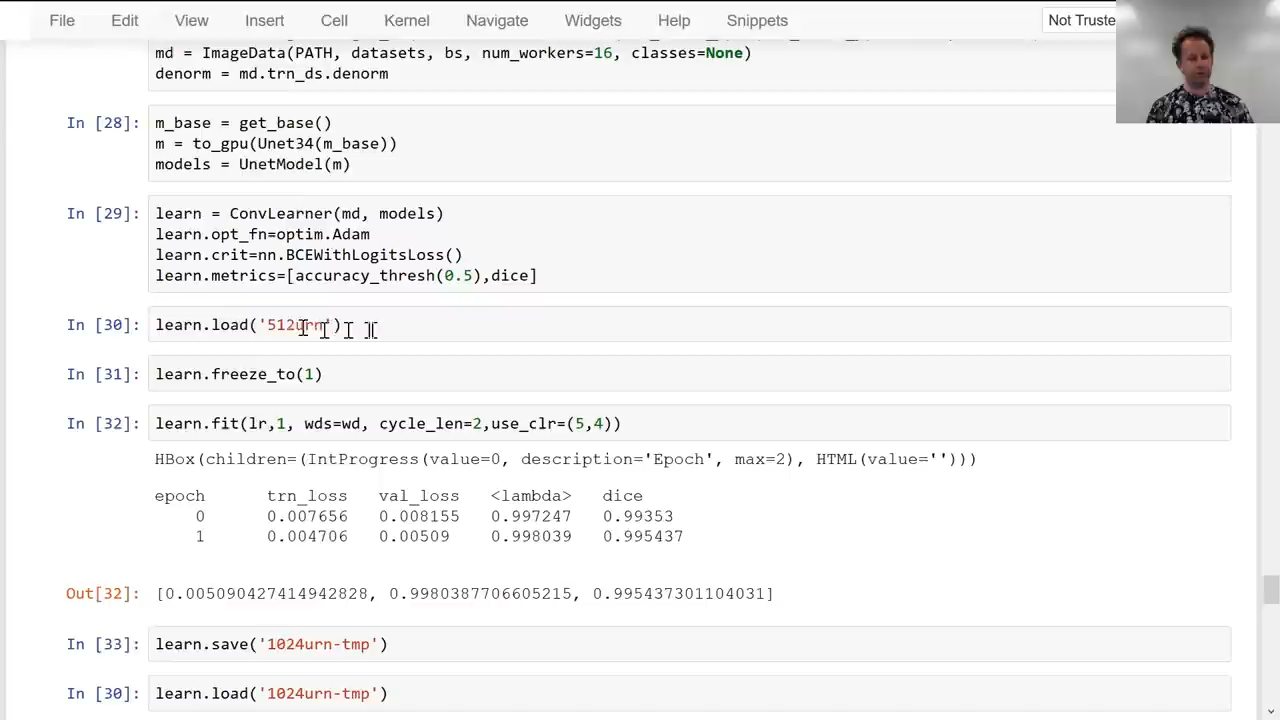 File Edit View Insert Cell Kernel Navigate Widgets Help Snippets Not Truste
md = ImageData(PATH, datasets, bs, num_workers=16, classes=None)
denorm = md.trn_ds.denorm
In [28]: m_base = get_base()
m = to_gpu(Unet34(m_base))
models = UnetModel(m)
In [29]: learn = ConvLearner(md, models)
learn.opt_fn=optim.Adam
learn.crit=nn.BCEWithLogitsLoss()
learn.metrics=[accuracy_thresh(0.5),dice]
In [30]: learn.load('512urn')
In [31]: learn.freeze_to(1)
In [32]: learn.fit(lr,1, wds=wd, cycle_len=2,use_clr=(5,4))
HBox(children=(IntProgress(value=0, description='Epoch', max=2), HTML(value='')))
epoch trn_loss val_loss <lambda> dice
0 0.007656 0.008155 0.997247 0.99353
1 0.004706 0.00509 0.998039 0.995437
Out[32]: [0.005090427414942828, 0.9980387706605215, 0.995437301104031]
In [33]: learn.save('1024urn-tmp')
In [30]: learn.load('1024urn-tmp')